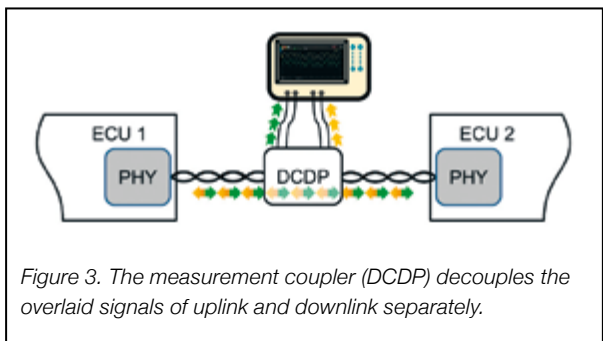 ECU 1
PHY
DCDP
ECU 2
PHY
Figure 3. The measurement coupler (DCDP) decouples the
overlaid signals of uplink and downlink separately.